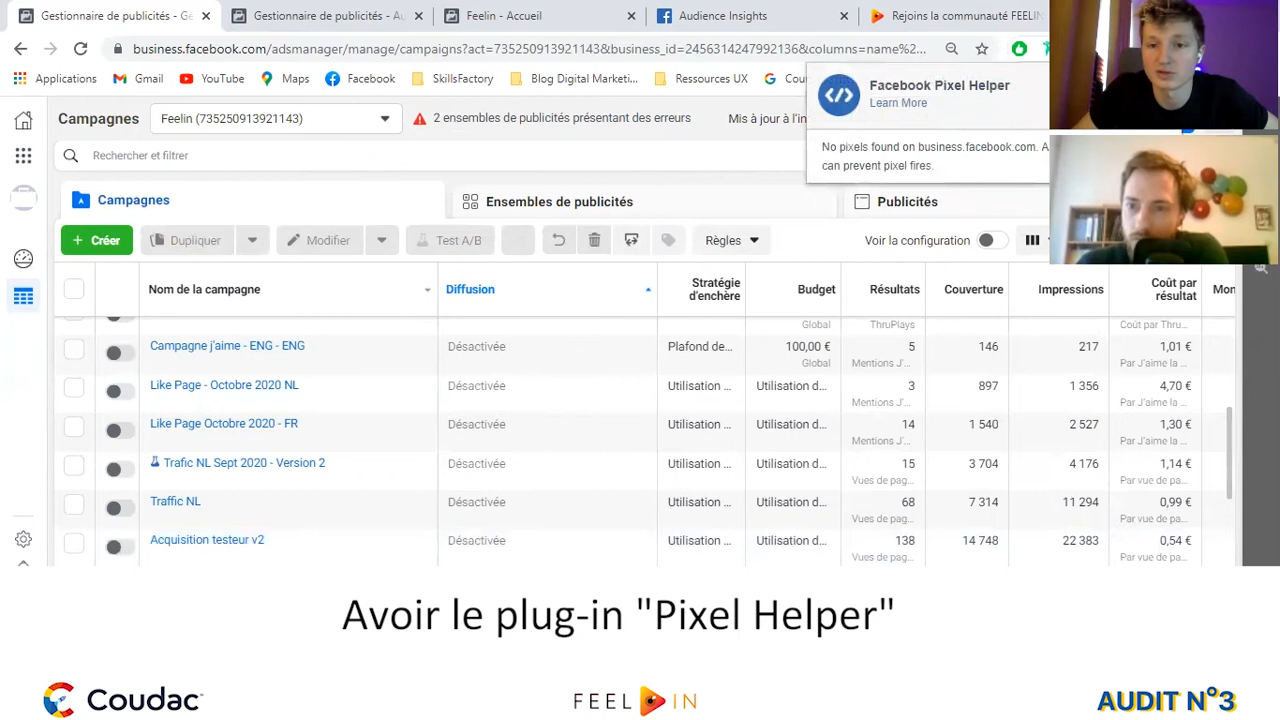 Gestionnaire de publicités - Ge
Gestionnaire de publicités - Au
Feelin - Accueil
Audience Insights
Rejoins la communauté FEELIN
business.facebook.com/adsmanager/manage/campaigns?act=735250913921143&business_id=2456314247992136&columns=name%2...
Applications
Gmail
YouTube
Maps
Facebook
SkillsFactory
Blog Digital Marketi...
Ressources UX
Cou
Facebook Pixel Helper
Learn More
No pixels found on business.facebook.com. A
can prevent pixel fires.
Campagnes
Feelin (735250913921143)
2 ensembles de publicités présentant des erreurs
Mis à jour à l'in
Rechercher et filtrer
Campagnes
Ensembles de publicités
Publicités
+ Créer
Dupliquer
Modifier
Test A/B
Règles
Voir la configuration
Nom de la campagne
Diffusion
Stratégie d'enchère
Budget
Résultats
Couverture
Impressions
Coût par résultat
Mon
Global
ThruPlays
Coût par Thru...
Campagne j'aime - ENG - ENG
Désactivée
Plafond de...
100,00 €
5
146
217
1,01 €
Global
Mentions J'...
Par J'aime la ...
Like Page - Octobre 2020 NL
Désactivée
Utilisation ...
Utilisation d...
3
897
1 356
4,70 €
Mentions J'...
Par J'aime la ...
Like Page Octobre 2020 - FR
Désactivée
Utilisation ...
Utilisation d...
14
1 540
2 527
1,30 €
Mentions J'...
Par J'aime la ...
Trafic NL Sept 2020 - Version 2
Désactivée
Utilisation ...
Utilisation d...
15
3 704
4 176
1,14 €
Vues de pag...
Par vue de pa...
Traffic NL
Désactivée
Utilisation ...
Utilisation d...
68
7 314
11 294
0,99 €
Vues de pag...
Par vue de pa...
Acquisition testeur v2
Désactivée
Utilisation ...
Utilisation d...
138
14 748
22 383
0,54 €
Vues de pag...
Par vue de pa...
Avoir le plug-in "Pixel Helper"
Coudac
FEEL IN
AUDIT N°3